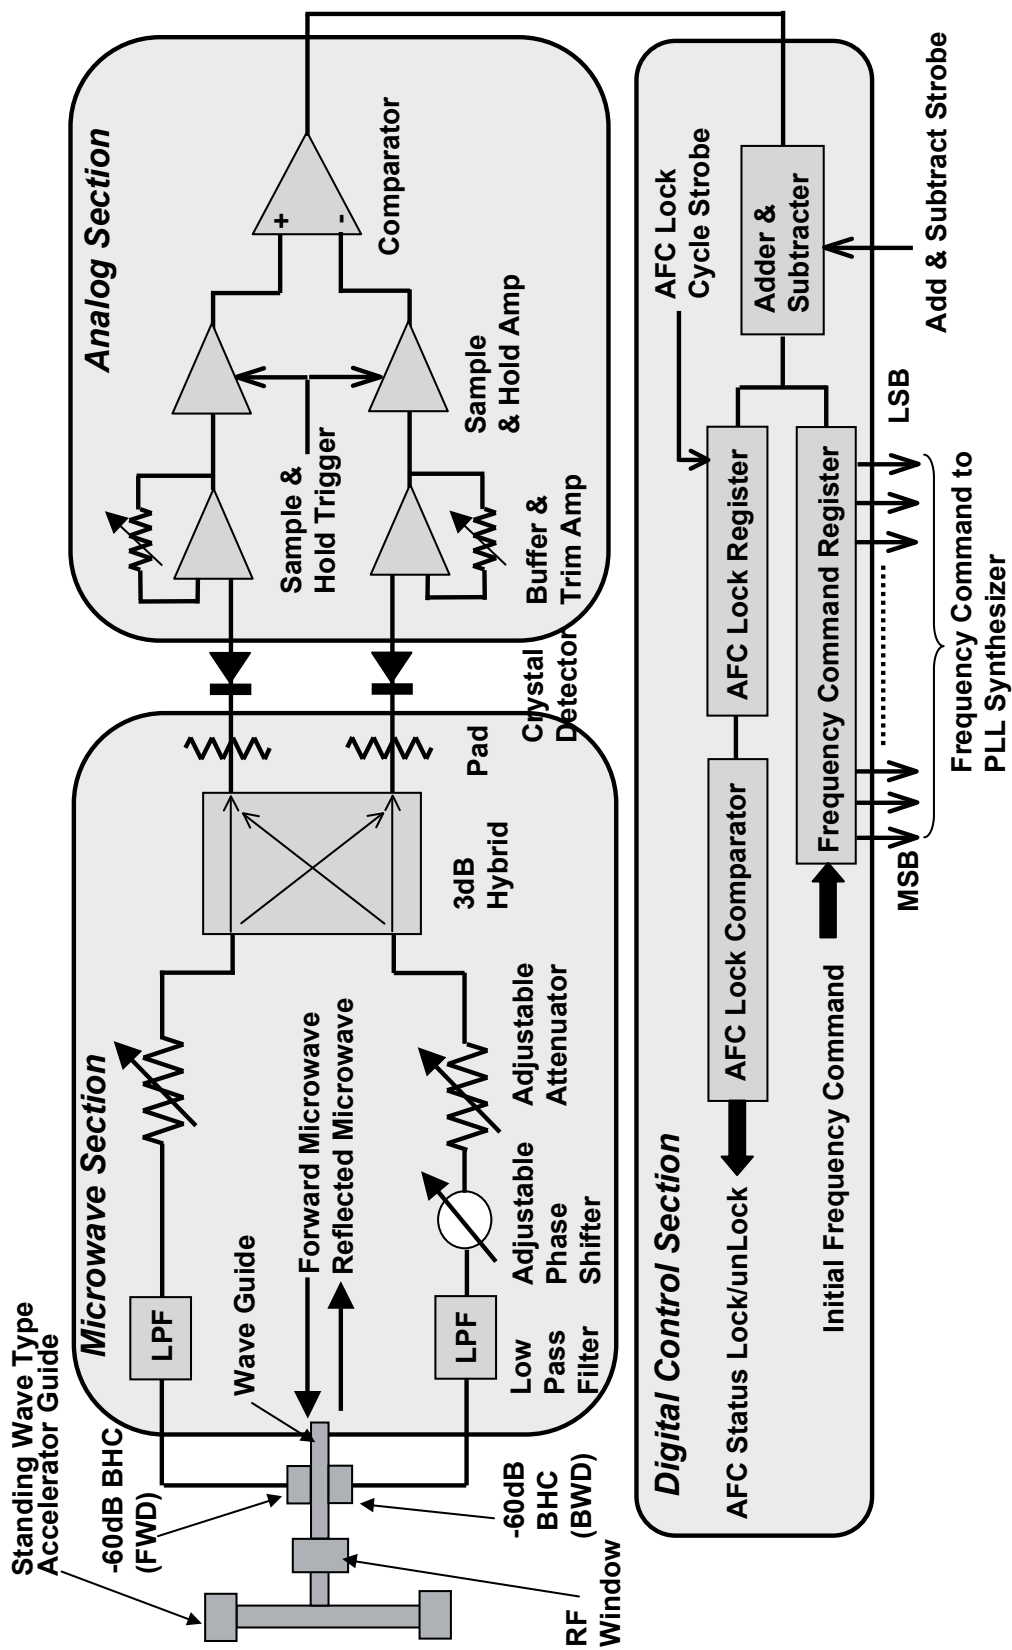 Standing Wave Type
Accelerator Guide
-60dB BHC
(FWD)
-60dB
BHC
(BWD)
RF
Window
Microwave Section
LPF
Wave Guide
Forward Microwave
Reflected Microwave
LPF
Low
Pass
Filter
Adjustable
Phase
Shifter
Adjustable
Attenuator
3dB
Hybrid
Pad
Crystal
Detector
Analog Section
Sample &
Hold Trigger
Buffer &
Trim Amp
Sample
& Hold Amp
+
-
Comparator
Digital Control Section
AFC Status Lock/unLock
AFC Lock Comparator
AFC Lock Register
AFC Lock
Cycle Strobe
Adder &
Subtracter
Add & Subtract Strobe
Initial Frequency Command
Frequency Command Register
MSB
LSB
Frequency Command to
PLL Synthesizer